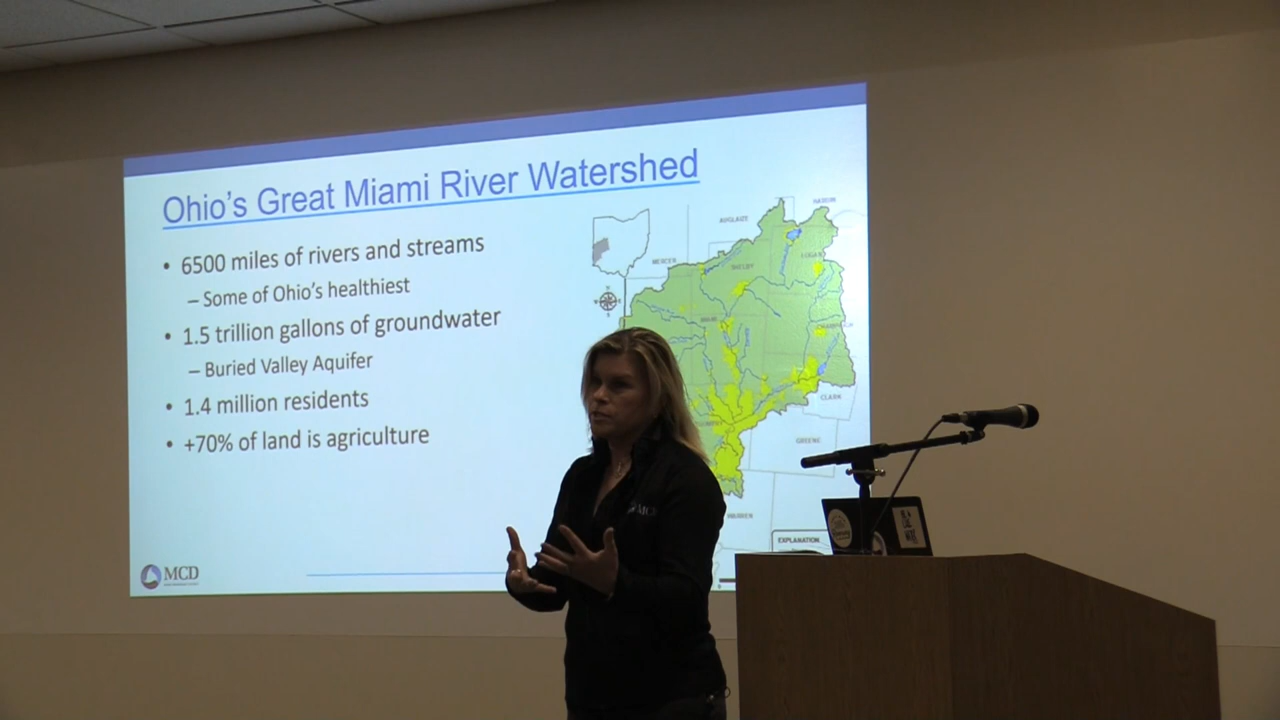 Ohio's Great Miami River Watershed
• 6500 miles of rivers and streams
– Some of Ohio's healthiest
• 1.5 trillion gallons of groundwater
– Buried Valley Aquifer
• 1.4 million residents
• +70% of land is agriculture
MCD
HARDIN
AUGLAIZE
MERCER
LOGAN
SHELBY
MIAMI
CLARK
GREENE
WARREN
EXPLANATION